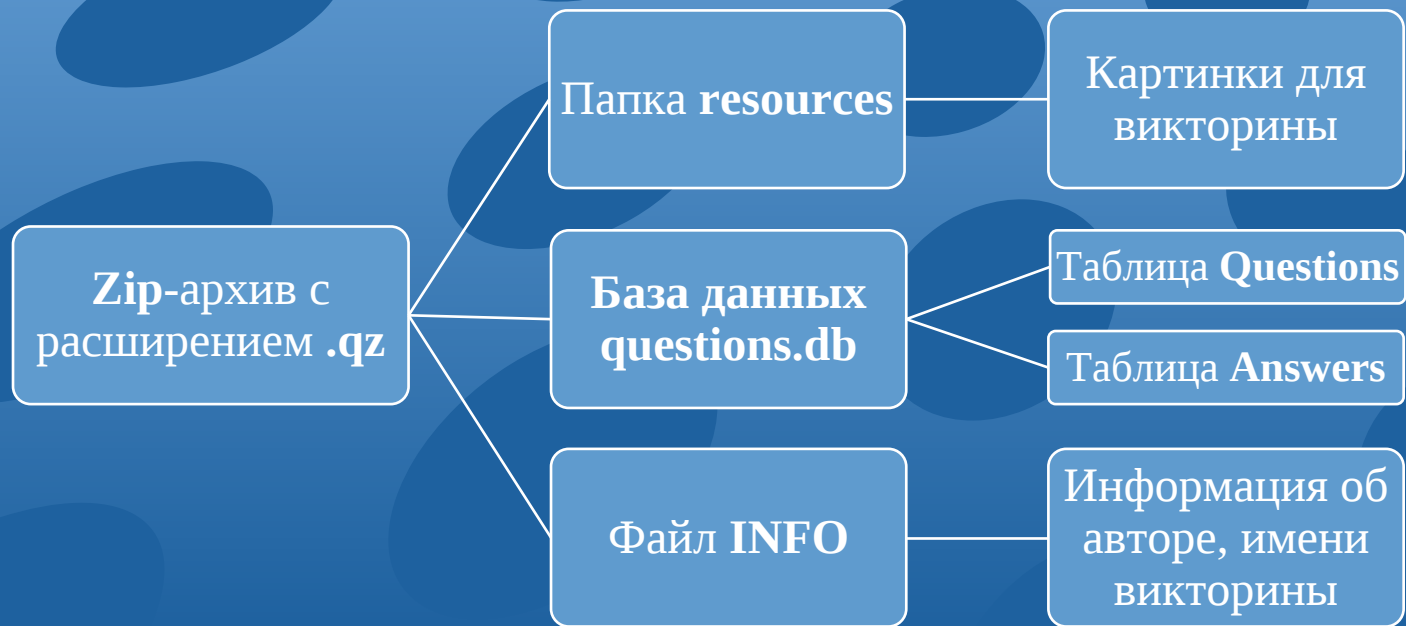 Zip-архив с
расширением .qz
Папка resources
Картинки для
викторины
База данных
questions.db
Таблица Questions
Таблица Answers
Файл INFO
Информация об
авторе, имени
викторины